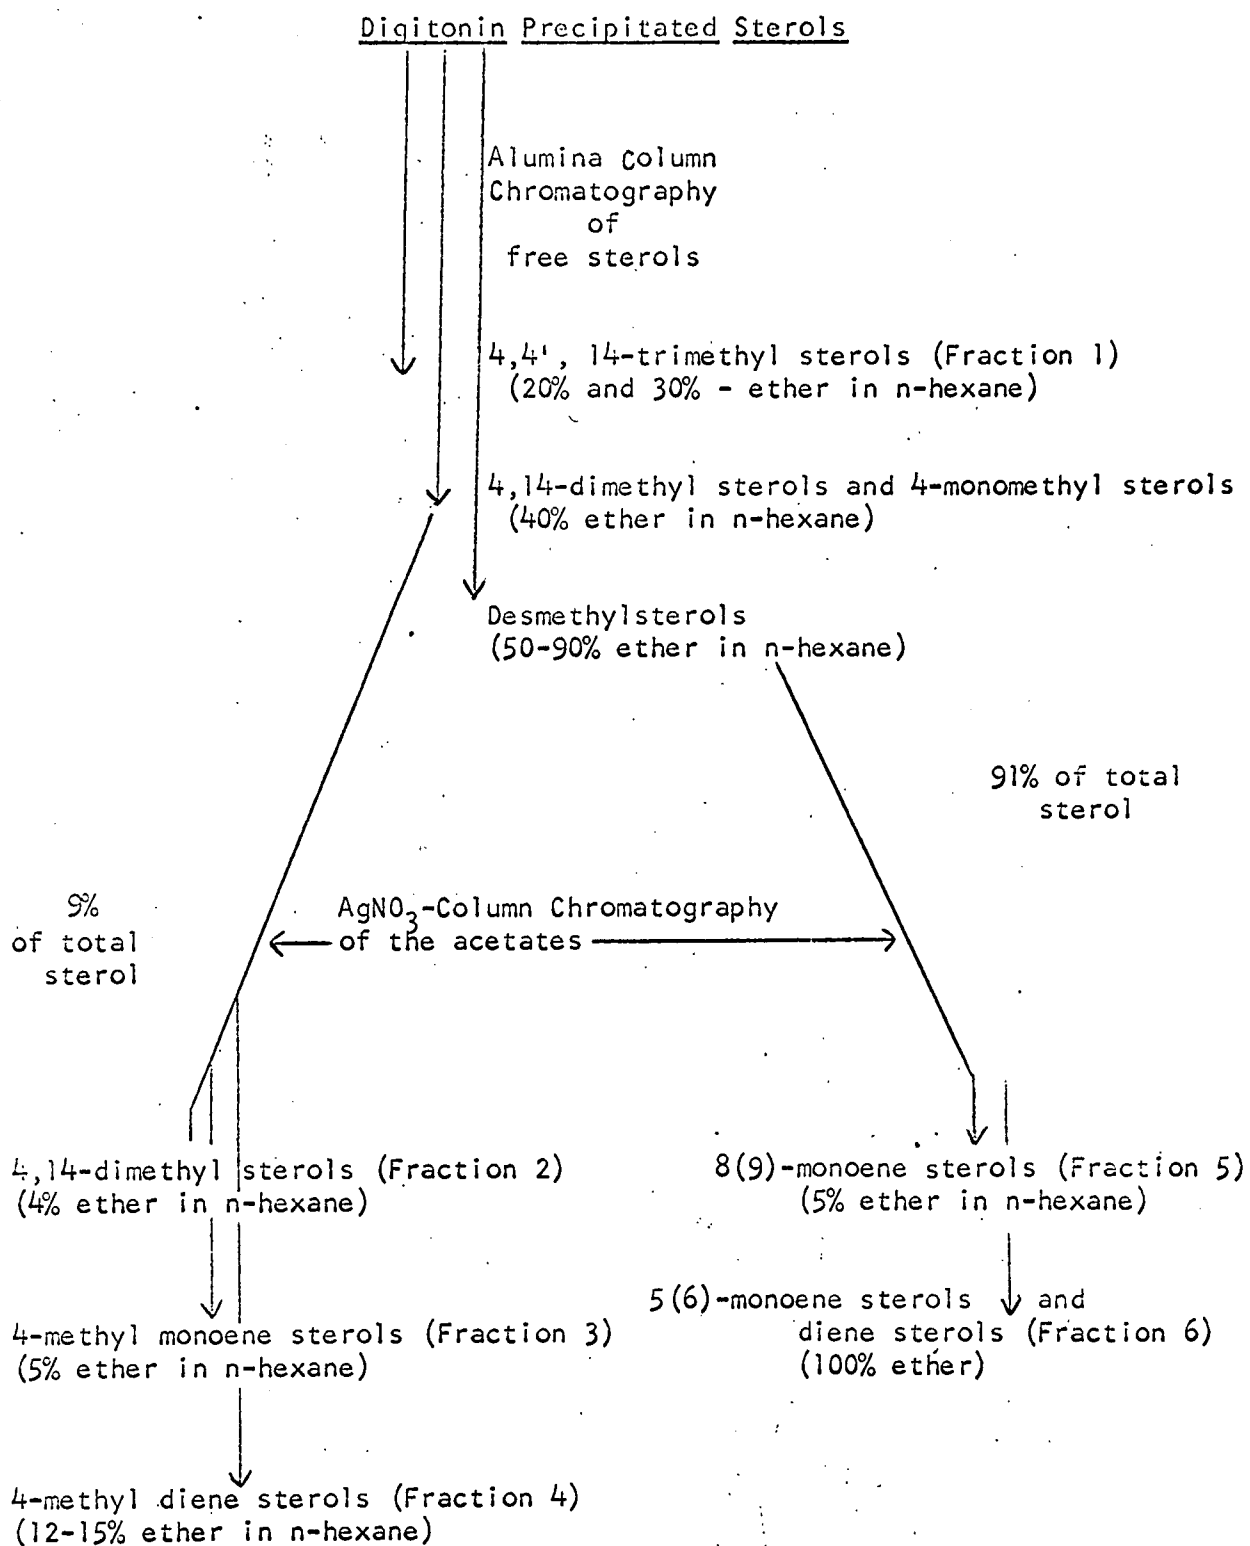 Digitonin Precipitated Sterols
Alumina Column
Chromatography
of
free sterols
4,4', 14-trimethyl sterols (Fraction 1)
(20% and 30% - ether in n-hexane)
4,14-dimethyl sterols and 4-monomethyl sterols
(40% ether in n-hexane)
Desmethylsterols
(50-90% ether in n-hexane)
91% of total
sterol
9%
of total
sterol
AgNO3-Column Chromatography
of the acetates
4,14-dimethyl sterols (Fraction 2)
(4% ether in n-hexane)
8(9)-monoene sterols (Fraction 5)
(5% ether in n-hexane)
4-methyl monoene sterols (Fraction 3)
(5% ether in n-hexane)
5(6)-monoene sterols and
diene sterols (Fraction 6)
(100% ether)
4-methyl diene sterols (Fraction 4)
(12-15% ether in n-hexane)